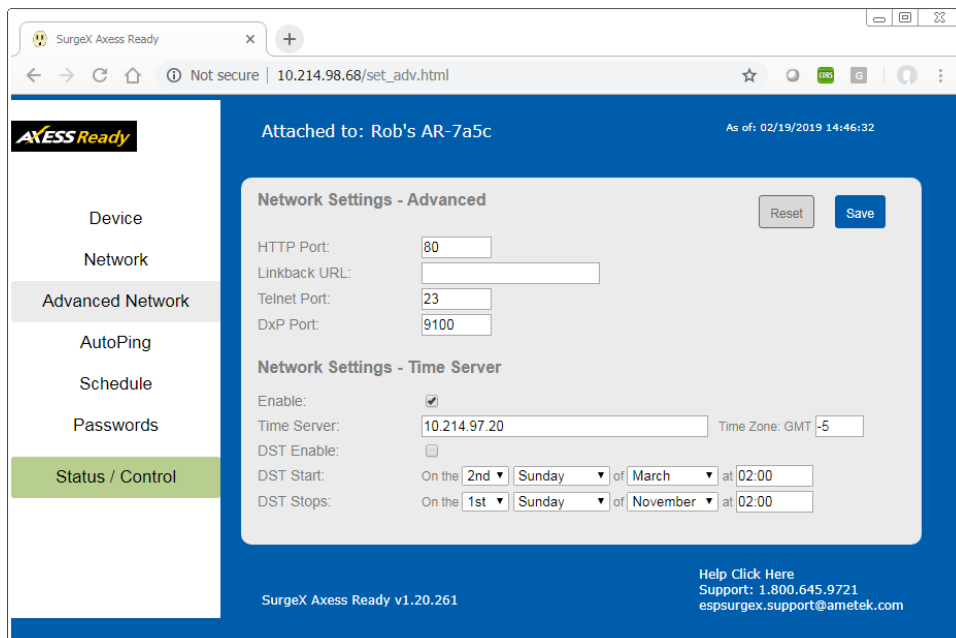 SurgeX Axess Ready
Not secure | 10.214.98.68/set_adv.html
CORS
G
AXESS Ready
Attached to: Rob's AR-7a5c
As of: 02/19/2019 14:46:32
Device
Network
Advanced Network
AutoPing
Schedule
Passwords
Status / Control
Network Settings - Advanced
Reset
Save
HTTP Port: 80
Linkback URL:
Telnet Port: 23
DxP Port: 9100
Network Settings - Time Server
Enable:
Time Server: 10.214.97.20 Time Zone: GMT -5
DST Enable:
DST Start: On the 2nd Sunday of March at 02:00
DST Stops: On the 1st Sunday of November at 02:00
SurgeX Axess Ready v1.20.261
Help Click Here
Support: 1.800.645.9721
espsurgex.support@ametek.com